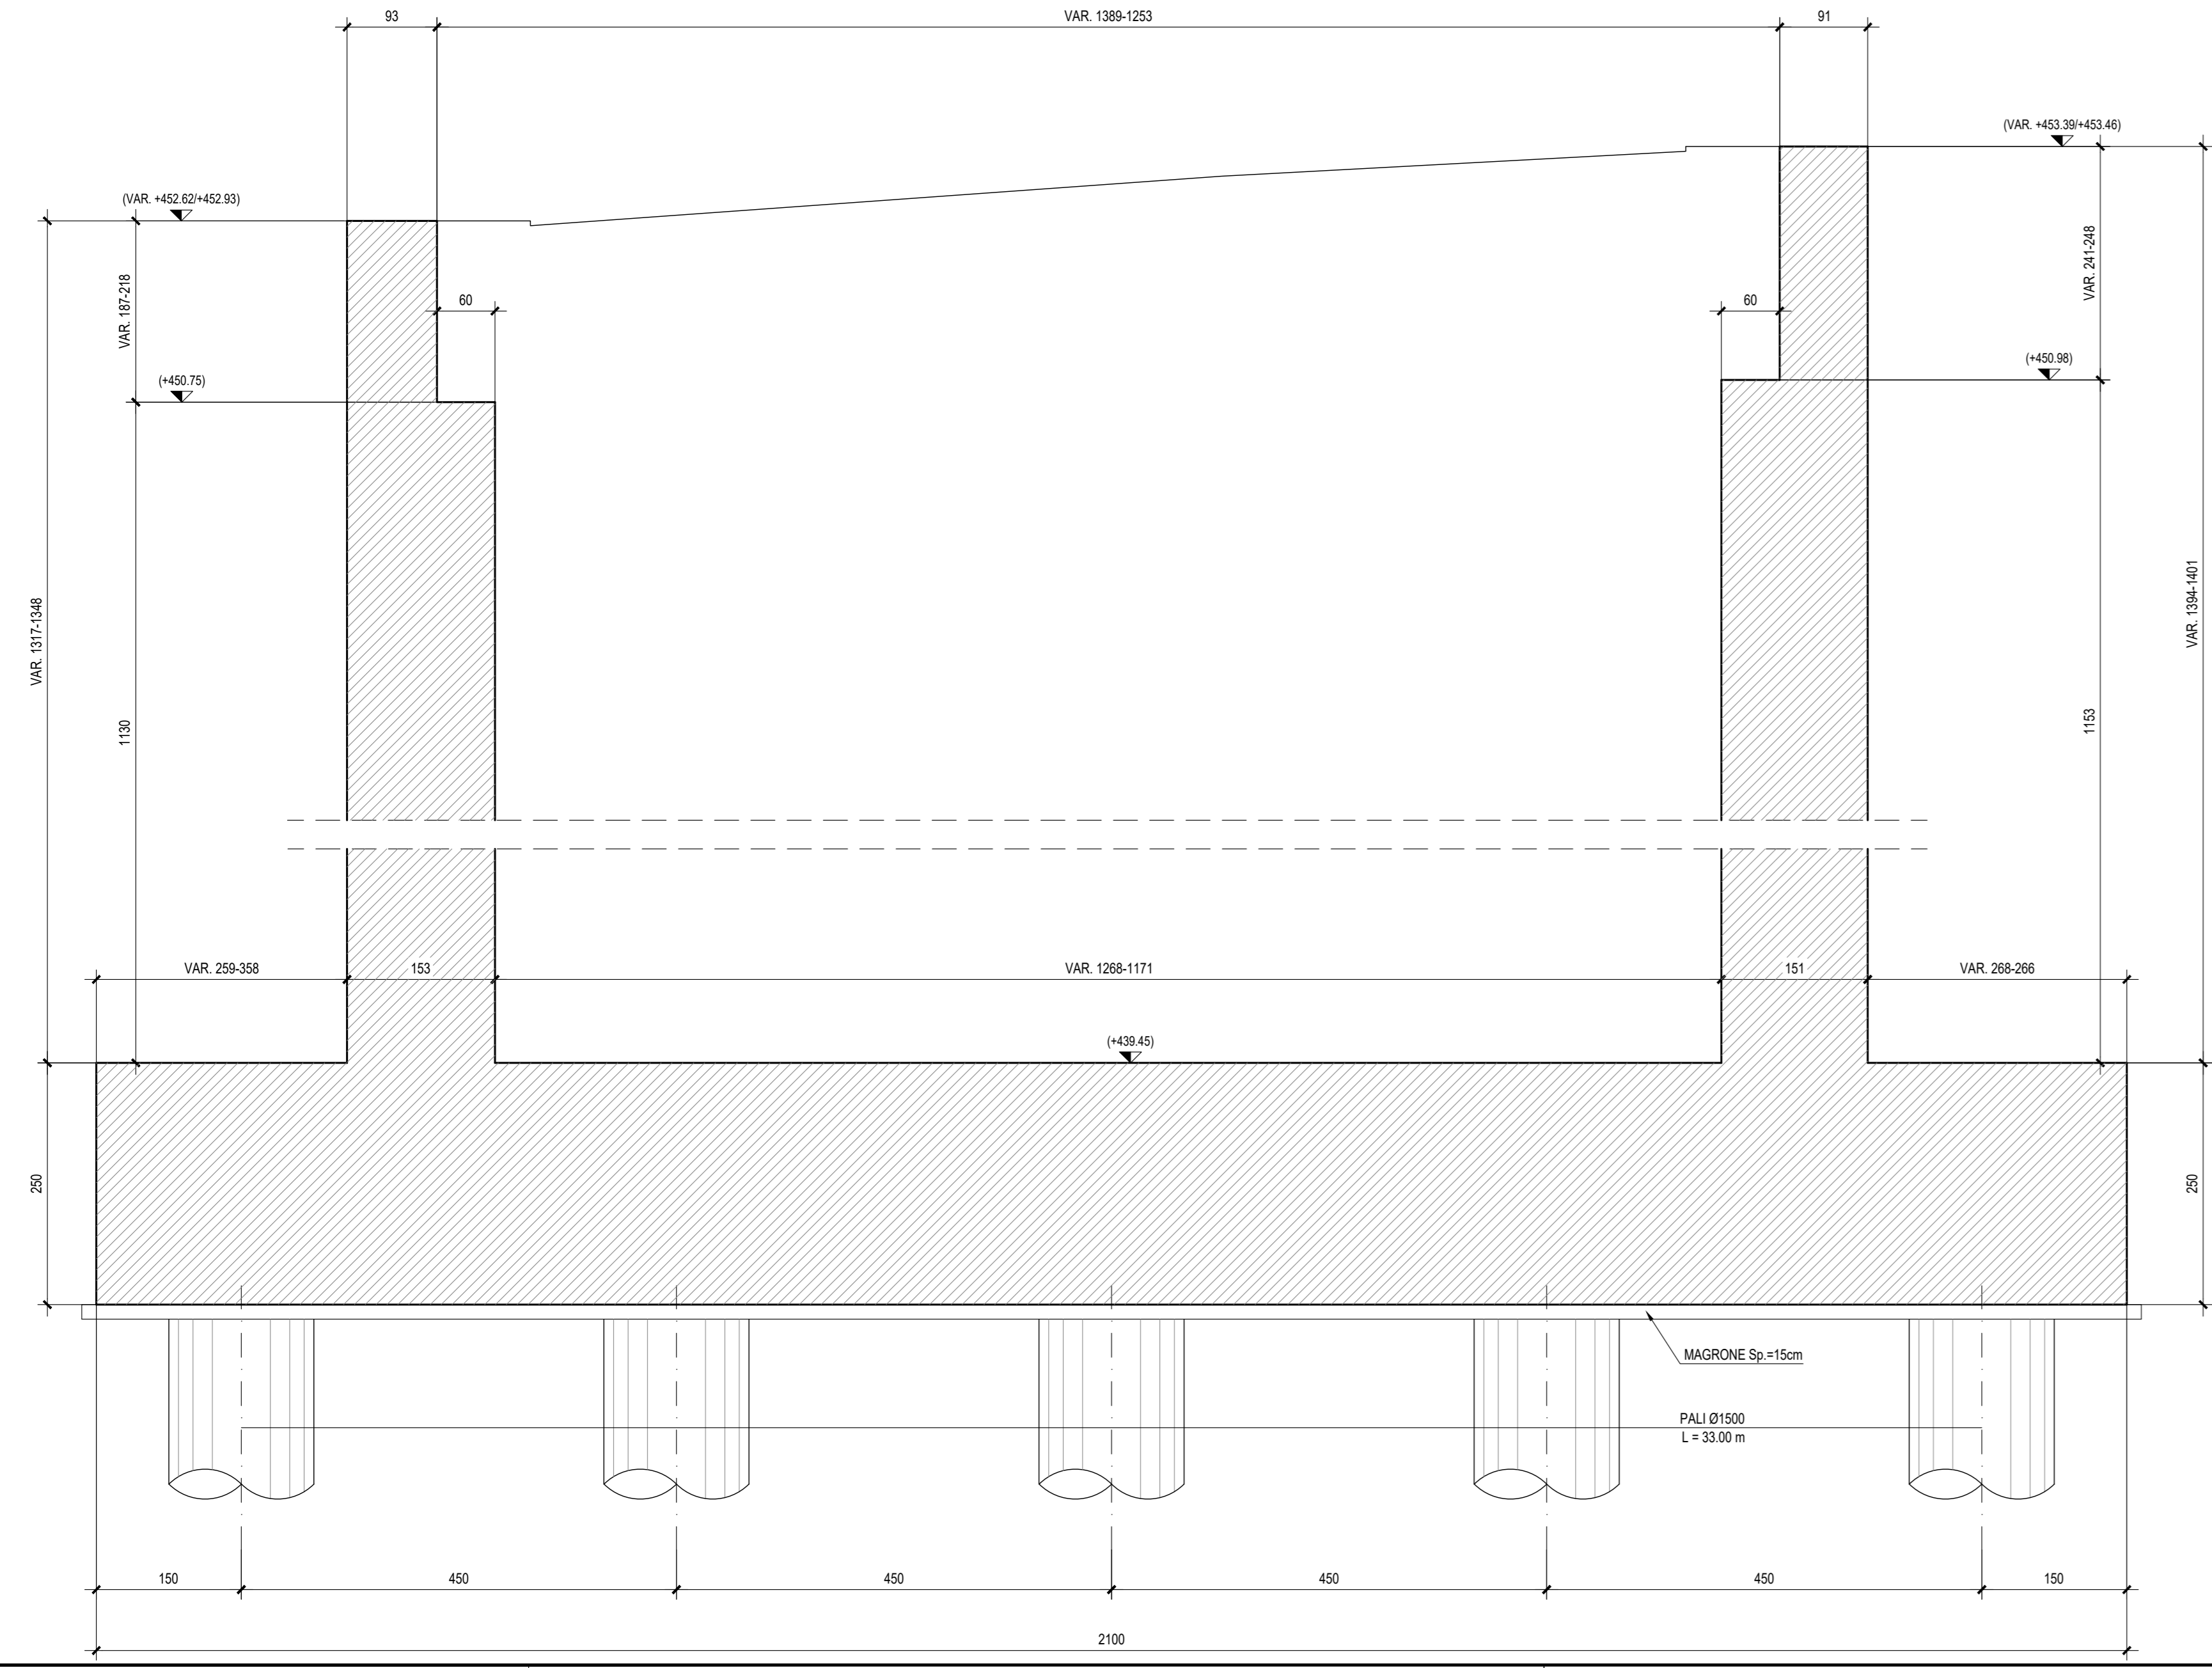 93
VAR. 1389-1253
91
(VAR. +453.39/+453.46)
(VAR. +452.62/+452.93)
VAR. 187-218
60
60
VAR. 241-248
(+450.75)
(+450.98)
VAR. 1317-1348
1130
1153
VAR. 1394-1401
VAR. 259-358
153
VAR. 1268-1171
151
VAR. 268-266
(+439.45)
250
250
MAGRONE Sp.=15cm
PALI Ø1500
L = 33.00 m
150
450
450
450
450
150
2100